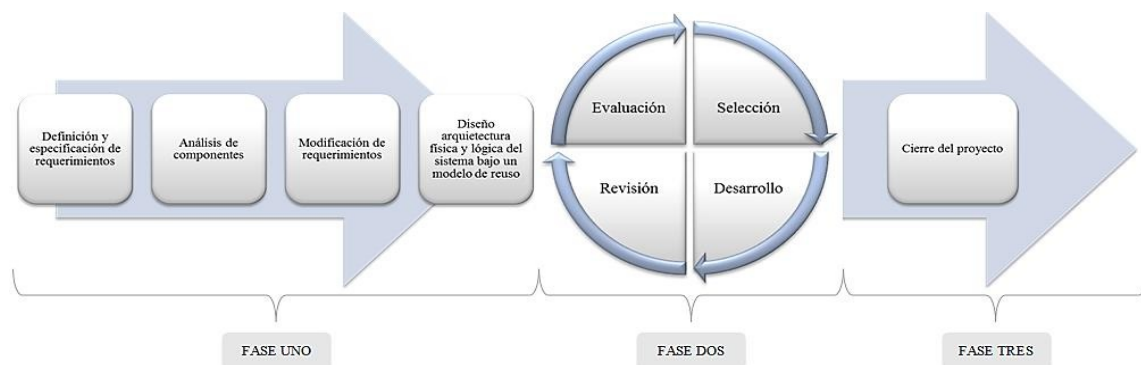 Definición y
especificación de
requerimientos
Análisis de
componentes
Modificación de
requerimientos
Diseño
arquietectura
física y lógica del
sistema bajo un
modelo de reuso
Evaluación
Selección
Revisión
Desarrollo
Cierre del proyecto
FASE UNO
FASE DOS
FASE TRES